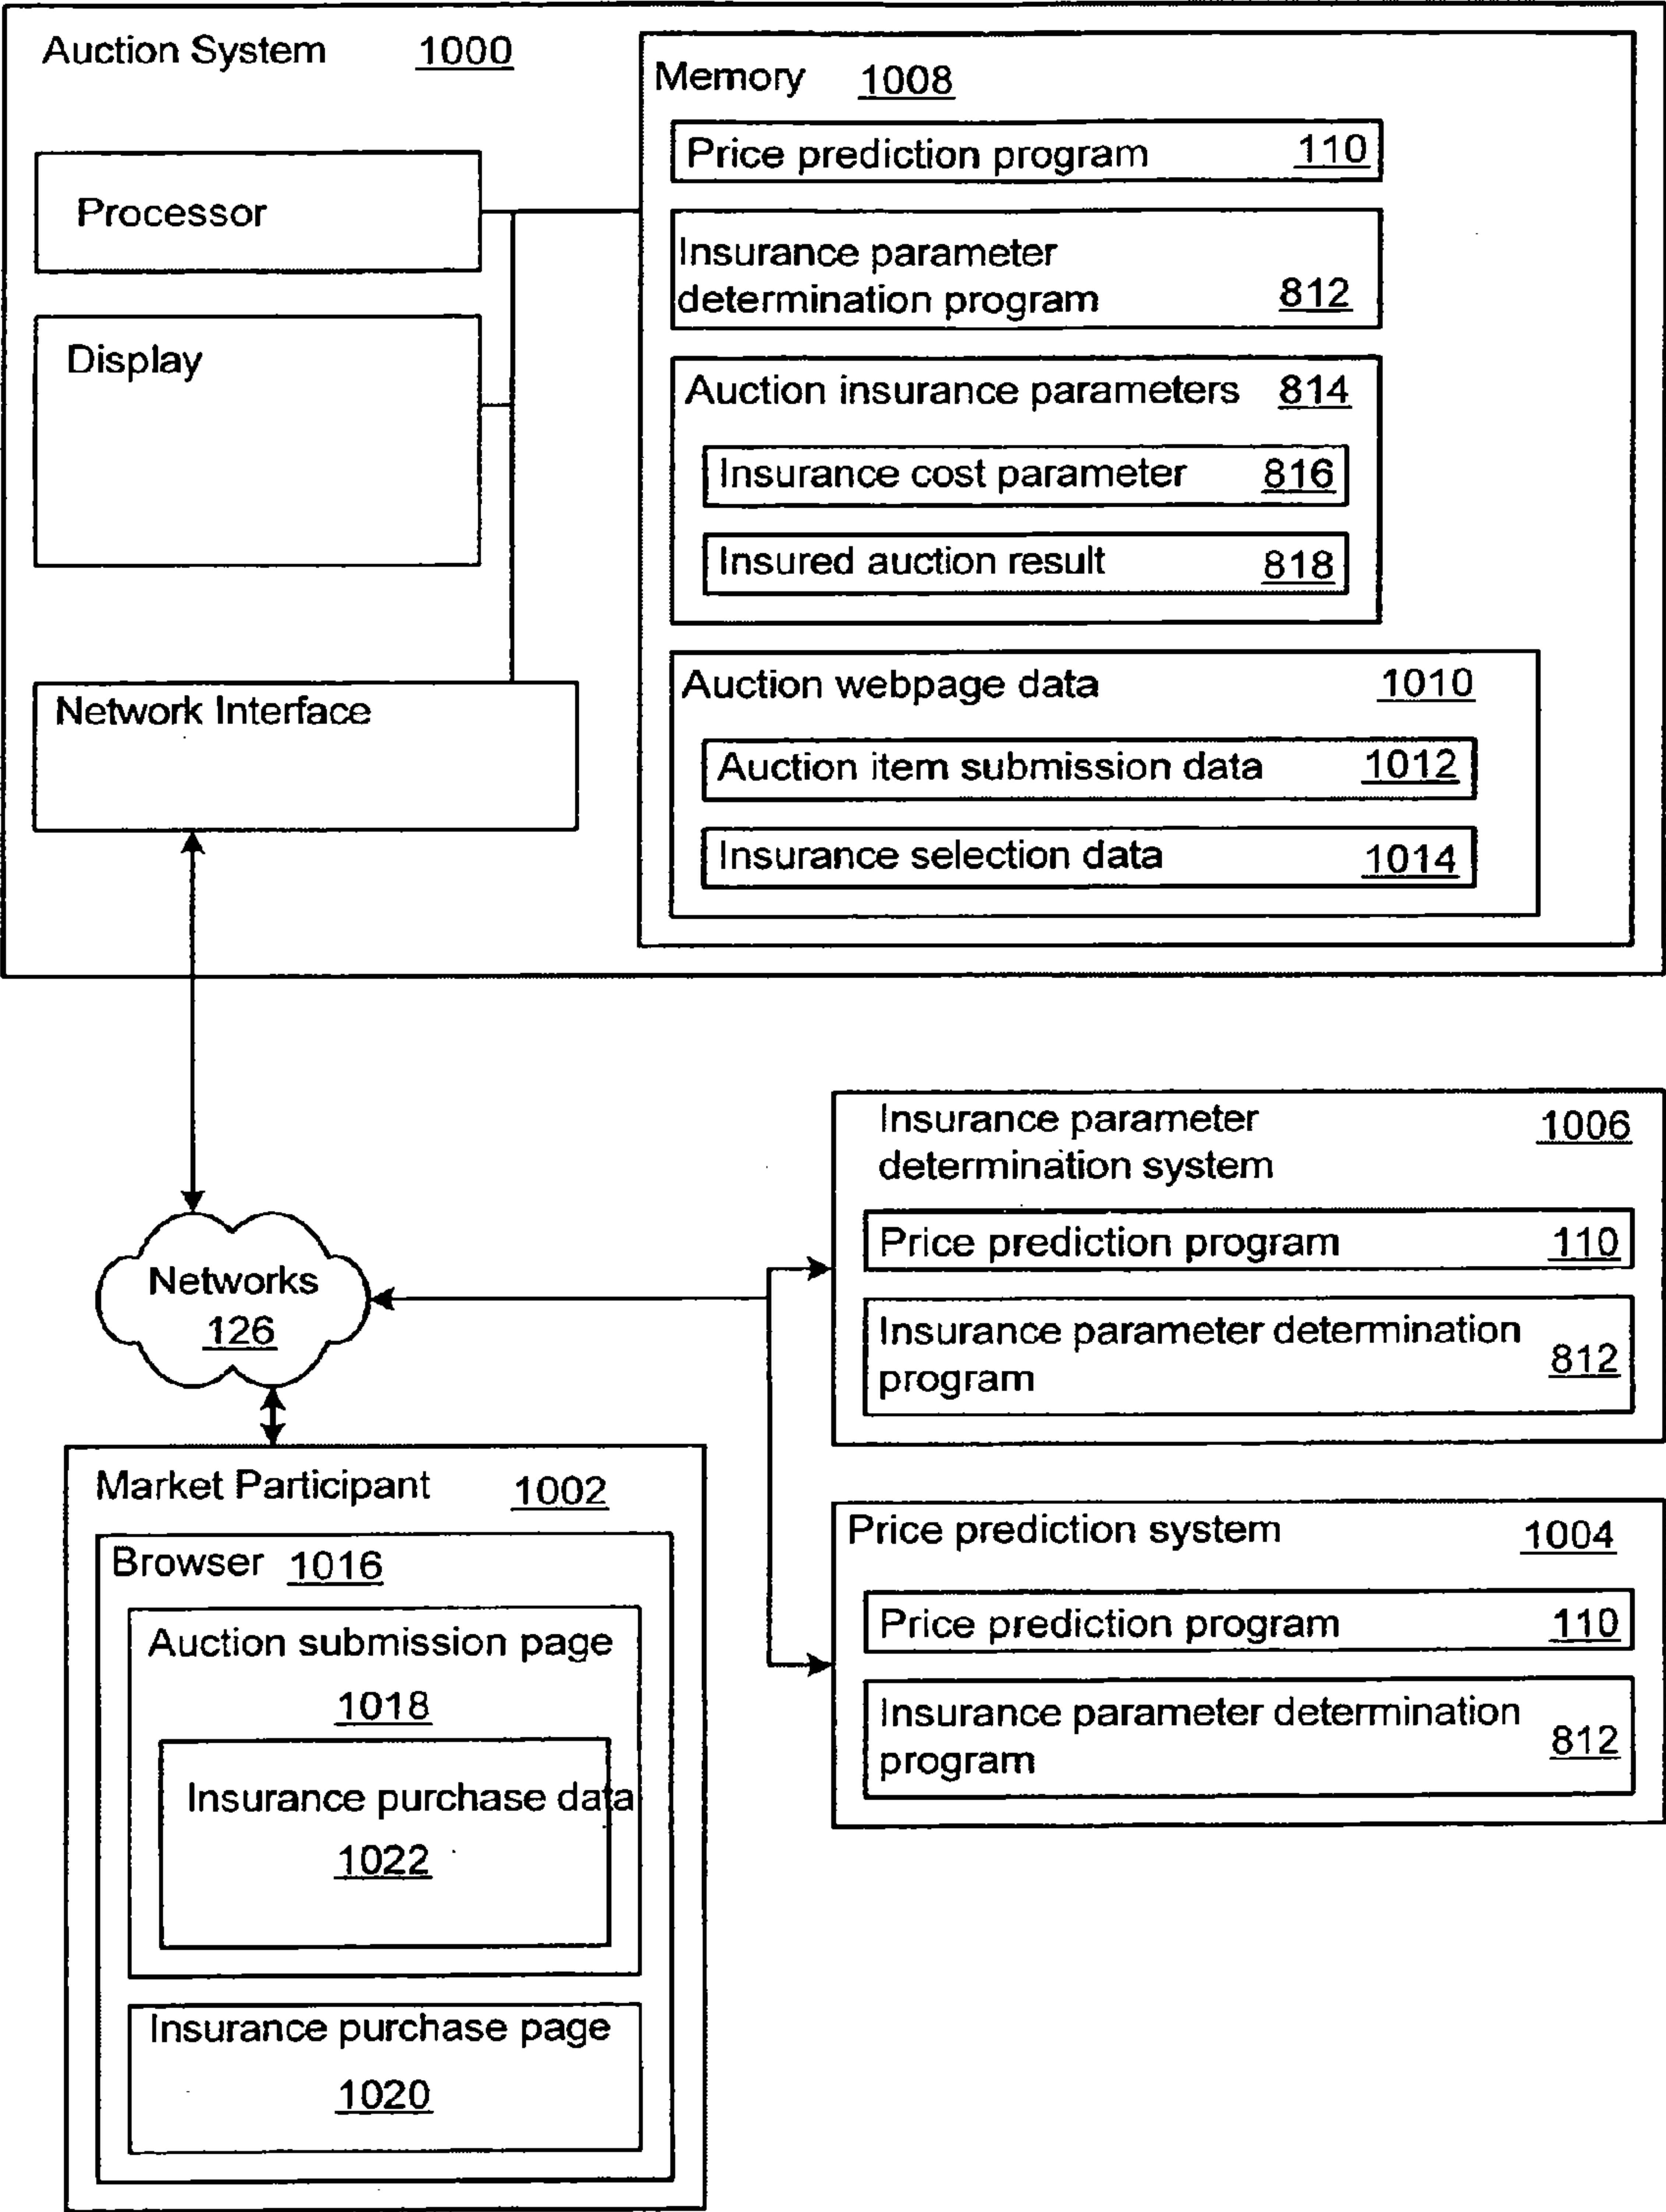 Auction System 1000
Processor
Display
Network Interface
Memory 1008
Price prediction program 110
Insurance parameter
determination program 812
Auction insurance parameters 814
Insurance cost parameter 816
Insured auction result 818
Auction webpage data 1010
Auction item submission data 1012
Insurance selection data 1014
Networks
126
Insurance parameter 1006
determination system
Price prediction program 110
Insurance parameter determination
program 812
Price prediction system 1004
Price prediction program 110
Insurance parameter determination
program 812
Market Participant 1002
Browser 1016
Auction submission page
1018
Insurance purchase data
1022
Insurance purchase page
1020